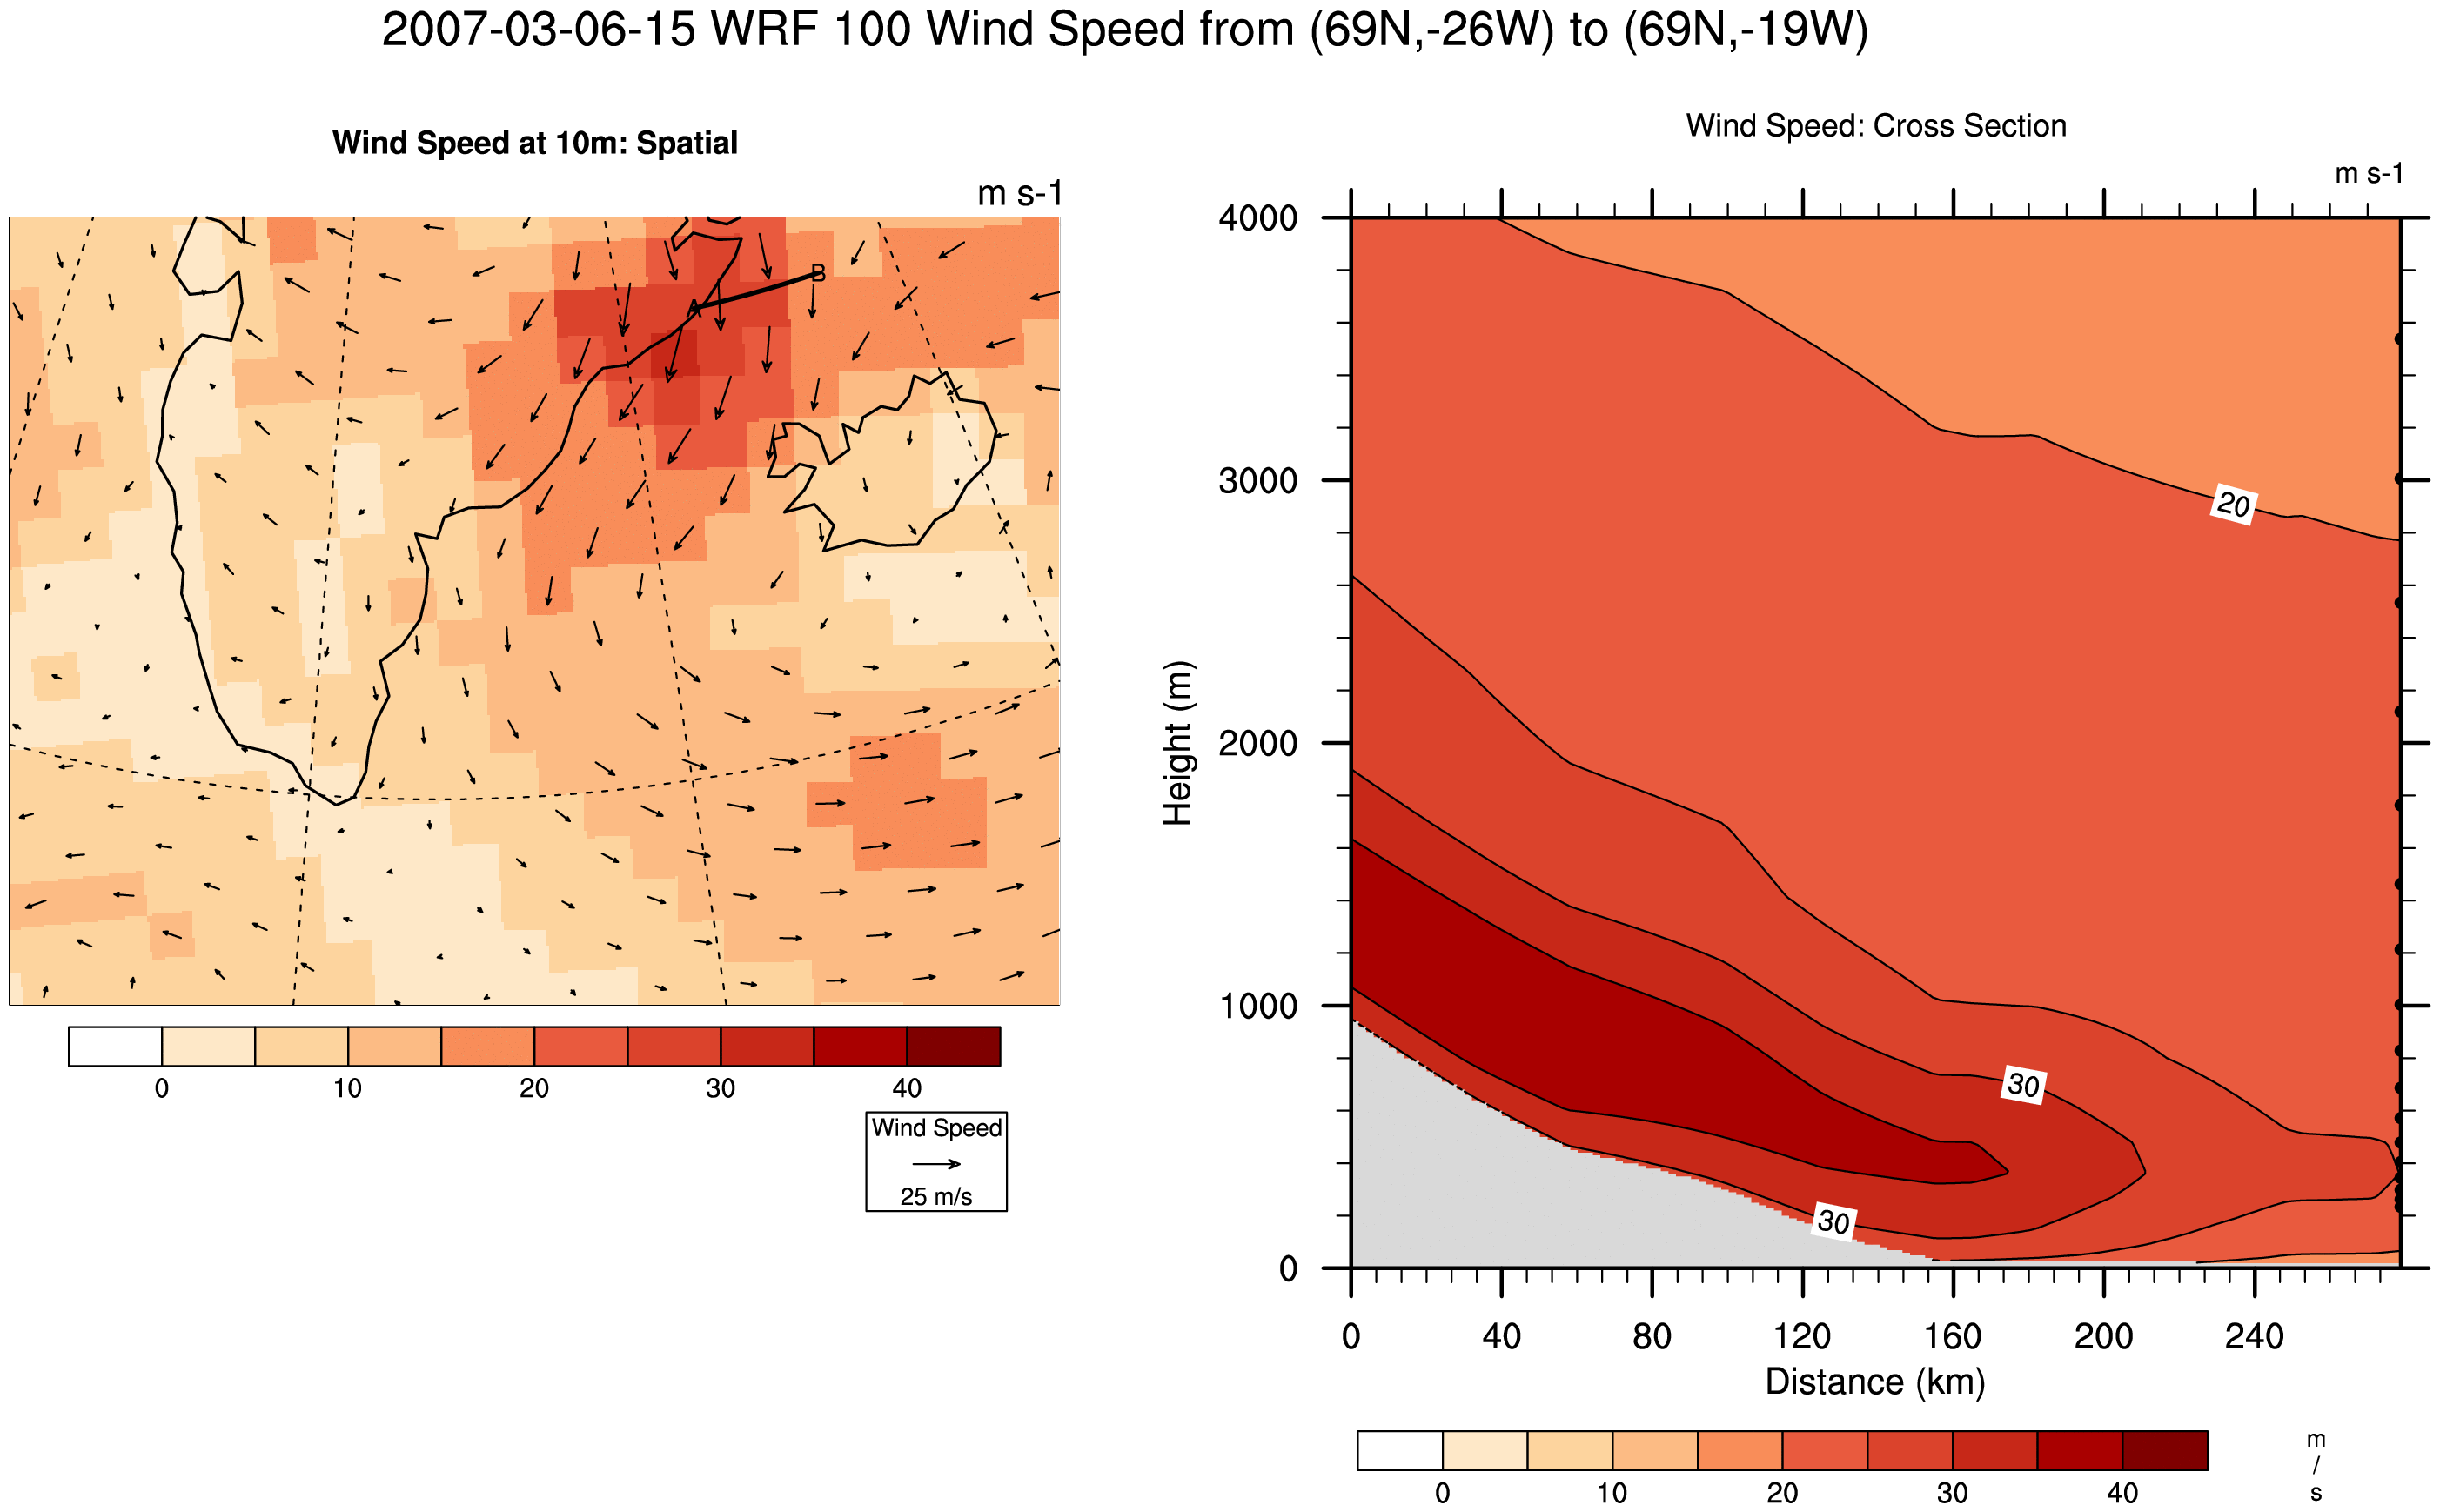 2007-03-06-15 WRF 100 Wind Speed from (69N,-26W) to (69N,-19W)
Wind Speed at 10m: Spatial
m s-1
A
B
0 10 20 30 40
Wind Speed
25 m/s
Wind Speed: Cross Section
m s-1
4000
3000
2000
1000
0
Height (m)
20
30
30
0 40 80 120 160 200 240
Distance (km)
0 10 20 30 40
m
/
s